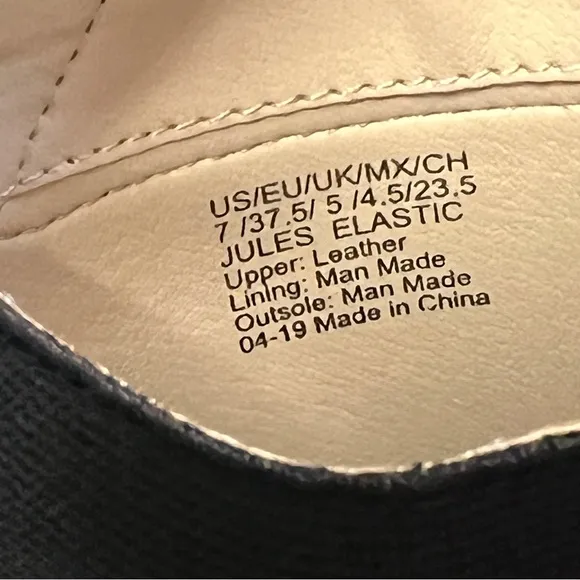 US/EU/UK/MX/CH
7 /37.5/ 5 /4.5/23.5
JULES ELASTIC
Upper: Leather
Lining: Man Made
Outsole: Man Made
04-19 Made in China